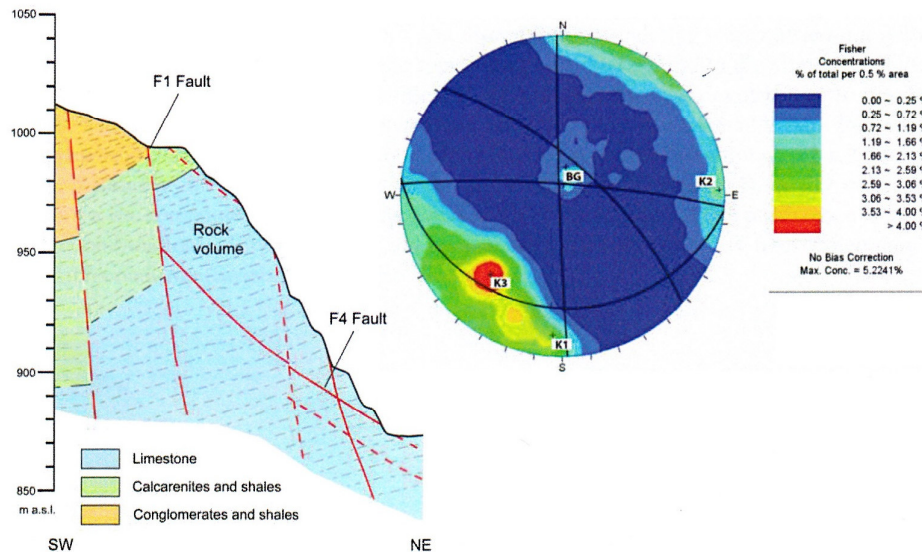 1050
1000
950
900
850
m a.s.l.
SW
NE
F1 Fault
Rock
volume
F4 Fault
Limestone
Calcarenites and shales
Conglomerates and shales
N
W
E
S
BG
K2
K3
K1
Fisher
Concentrations
% of total per 0.5 % area
0.00 ~ 0.25
0.25 ~ 0.72
0.72 ~ 1.19
1.19 ~ 1.66
1.66 ~ 2.13
2.13 ~ 2.59
2.59 ~ 3.06
3.06 ~ 3.53
3.53 ~ 4.00
> 4.00
No Bias Correction
Max. Conc. = 5.2241%